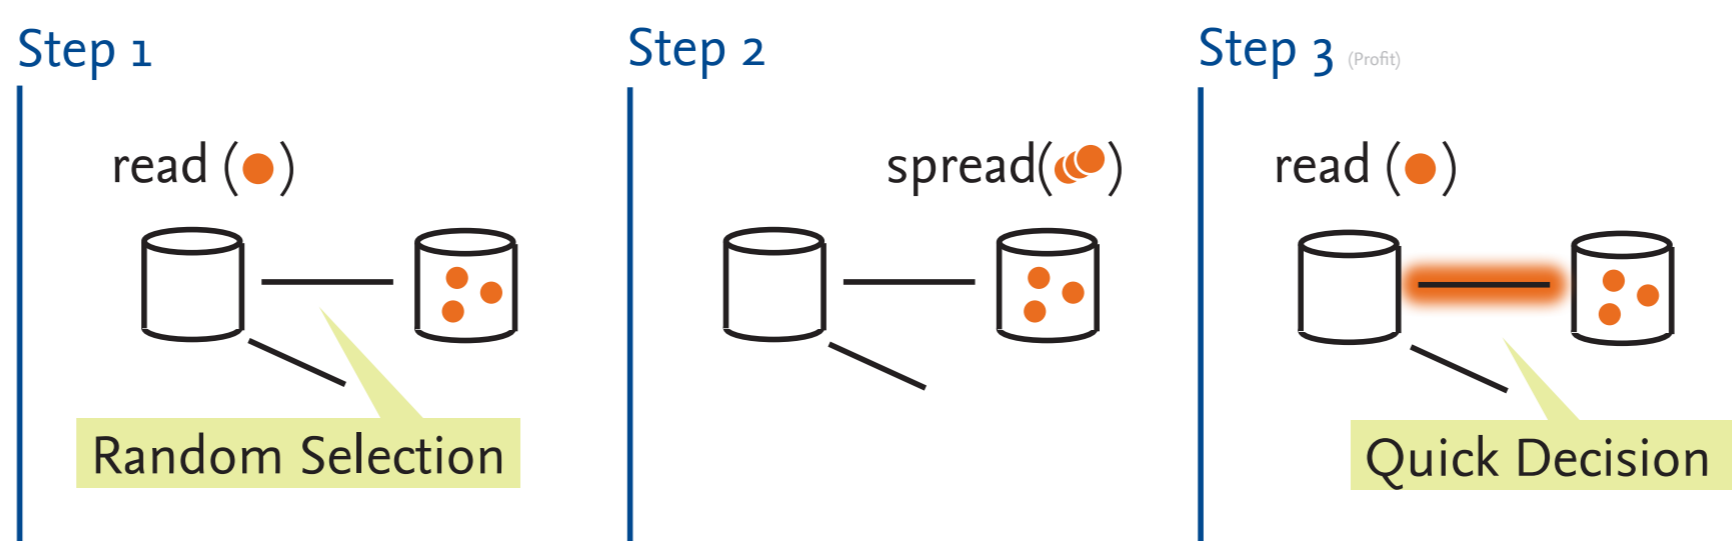 Step 1
read ( )
Random Selection
Step 2
spread( )
Step 3 (Profit)
read ( )
Quick Decision